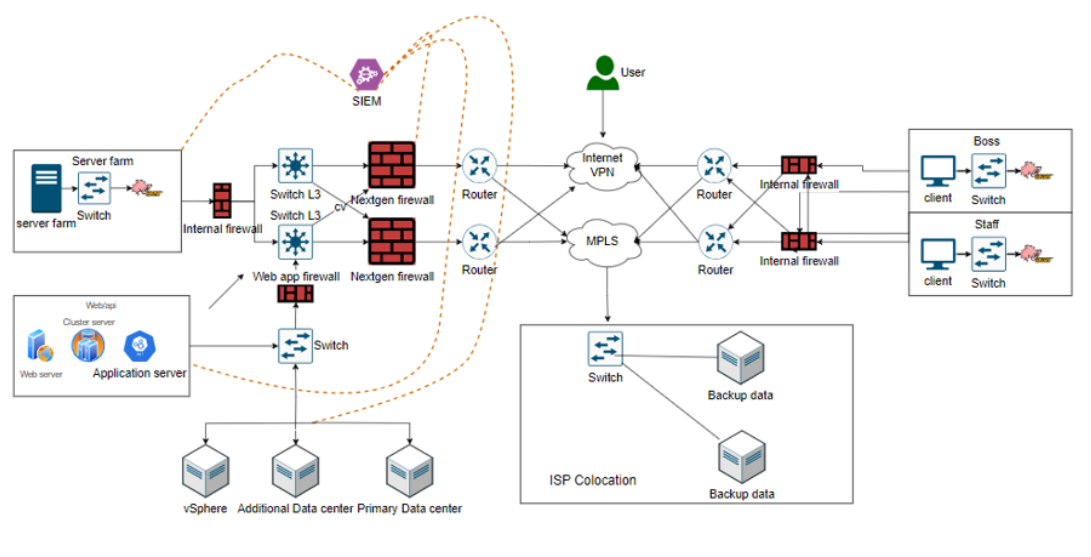 User
SIEM
Internet
VPN
Boss
Server farm
Switch L3
Nextgen firewall
Router
Router
Internal firewall
client
Switch
server farm
Switch
Internal firewall
Switch L3
cv
MPLS
Staff
Web app firewall
Nextgen firewall
Router
Router
Internal firewall
client
Switch
Web/api
Cluster server
Web server
Application server
Switch
Switch
Backup data
ISP Colocation
Backup data
vSphere
Additional Data center
Primary Data center